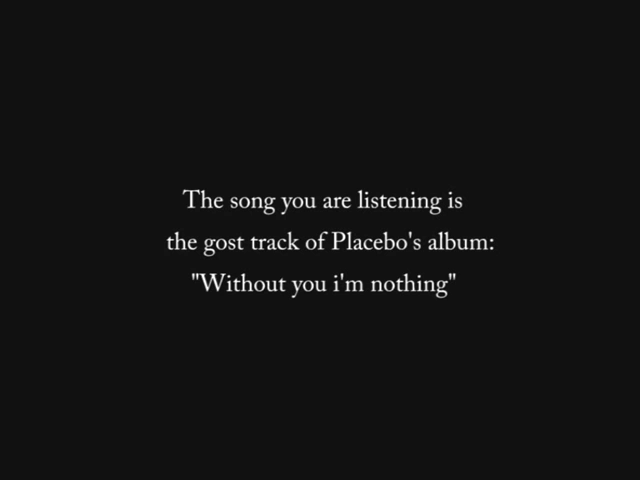 The song you are listening is
the gost track of Placebo's album:
"Without you i'm nothing"